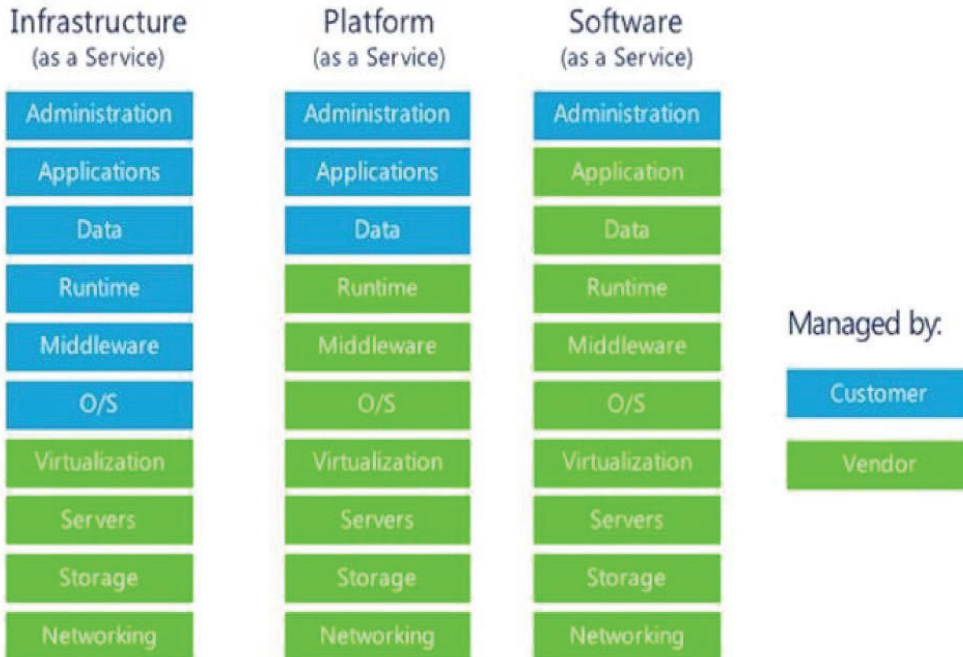 Infrastructure
(as a Service)
Administration
Applications
Data
Runtime
Middleware
O/S
Virtualization
Servers
Storage
Networking
Platform
(as a Service)
Administration
Applications
Data
Runtime
Middleware
O/S
Virtualization
Servers
Storage
Networking
Software
(as a Service)
Administration
Application
Data
Runtime
Middleware
O/S
Virtualization
Servers
Storage
Networking
Managed by:
Customer
Vendor